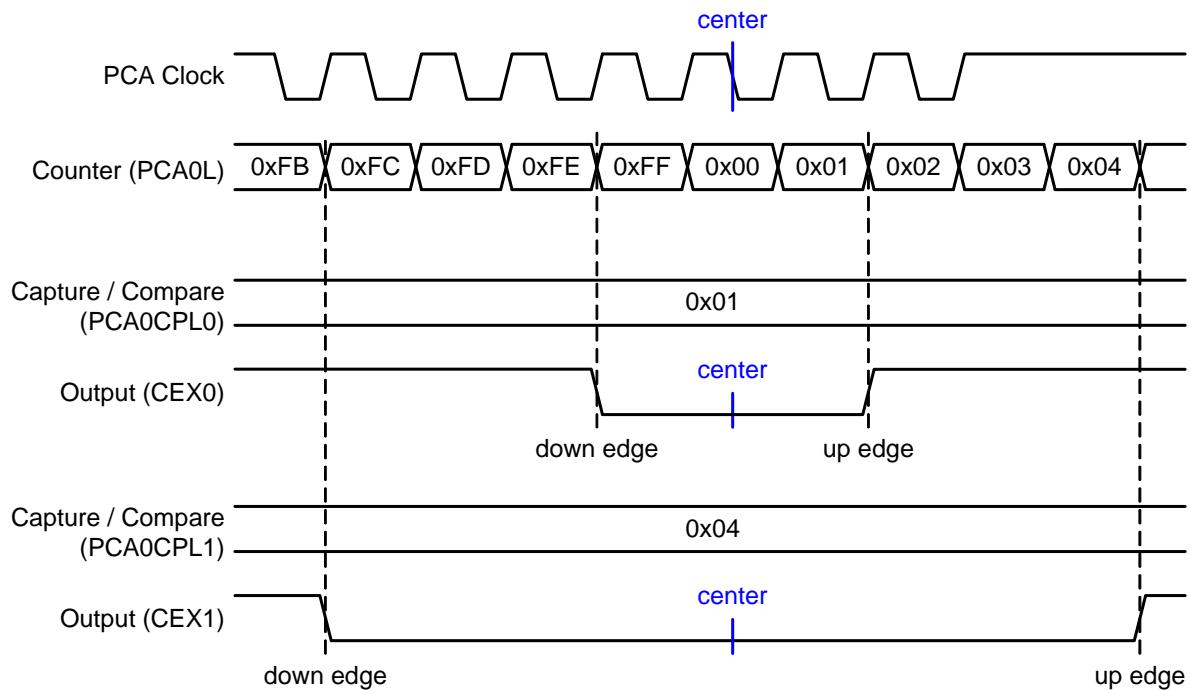 center
PCA Clock
Counter (PCA0L) 0xFB 0xFC 0xFD 0xFE 0xFF 0x00 0x01 0x02 0x03 0x04
Capture / Compare
(PCA0CPL0)
0x01
Output (CEX0)
center
down edge up edge
Capture / Compare
(PCA0CPL1)
0x04
Output (CEX1)
center
down edge up edge